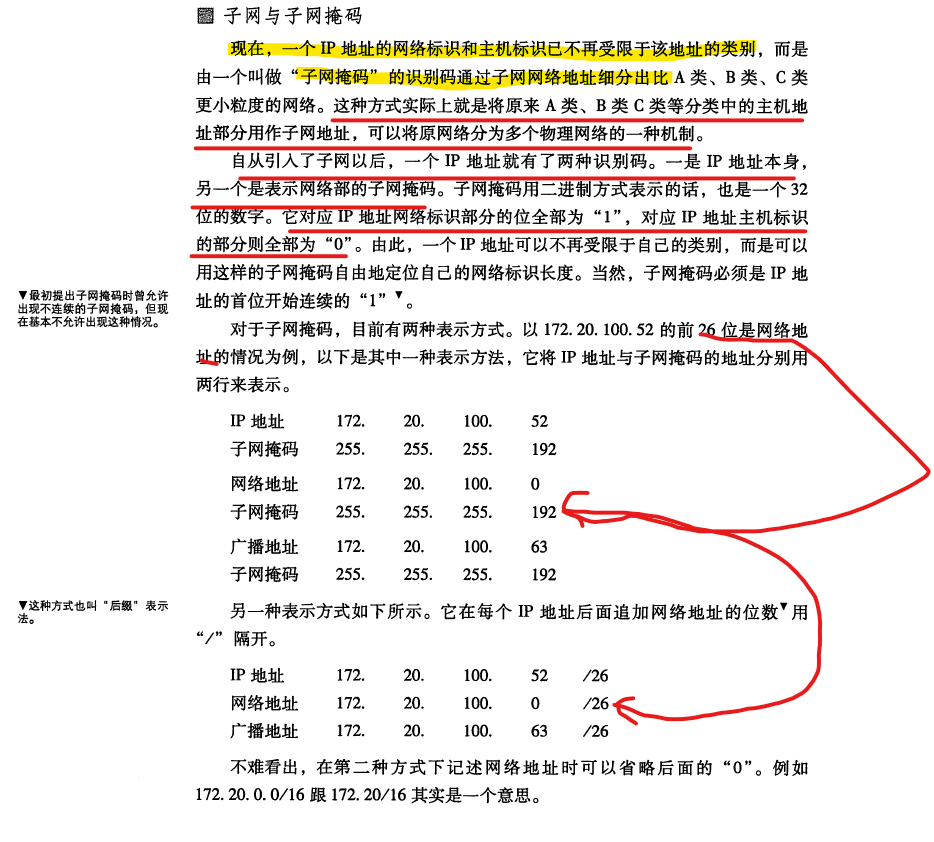 子网与子网掩码
现在，一个 IP 地址的网络标识和主机标识已不再受限于该地址的类别，而是
由一个叫做“子网掩码”的识别码通过子网网络地址细分出比 A 类、B 类、C 类
更小粒度的网络。这种方式实际上就是将原来 A 类、B 类 C 类等分类中的主机地
址部分用作子网地址，可以将原网络分为多个物理网络的一种机制。
自从引入了子网以后，一个 IP 地址就有了两种识别码。一是 IP 地址本身，
另一个是表示网络部的子网掩码。子网掩码用二进制方式表示的话，也是一个 32
位的数字。它对应 IP 地址网络标识部分的位全部为“1”，对应 IP 地址主机标识
的部分则全部为“0”。由此，一个 IP 地址可以不再受限于自己的类别，而是可以
用这样的子网掩码自由地定位自己的网络标识长度。当然，子网掩码必须是 IP 地
址的首位开始连续的“1”▼。
▼最初提出子网掩码时曾允许
出现不连续的子网掩码，但现
在基本不允许出现这种情况。
对于子网掩码，目前有两种表示方式。以 172.20.100.52 的前 26 位是网络地
址的情况为例，以下是其中一种表示方法，它将 IP 地址与子网掩码的地址分别用
两行来表示。
IP 地址 172. 20. 100. 52
子网掩码 255. 255. 255. 192
网络地址 172. 20. 100. 0
子网掩码 255. 255. 255. 192
广播地址 172. 20. 100. 63
子网掩码 255. 255. 255. 192
▼这种方式也叫“后缀”表示
法。
另一种表示方式如下所示。它在每个 IP 地址后面追加网络地址的位数▼用
“/”隔开。
IP 地址 172. 20. 100. 52 /26
网络地址 172. 20. 100. 0 /26
广播地址 172. 20. 100. 63 /26
不难看出，在第二种方式下记述网络地址时可以省略后面的“0”。例如
172.20.0.0/16 跟 172.20/16 其实是一个意思。